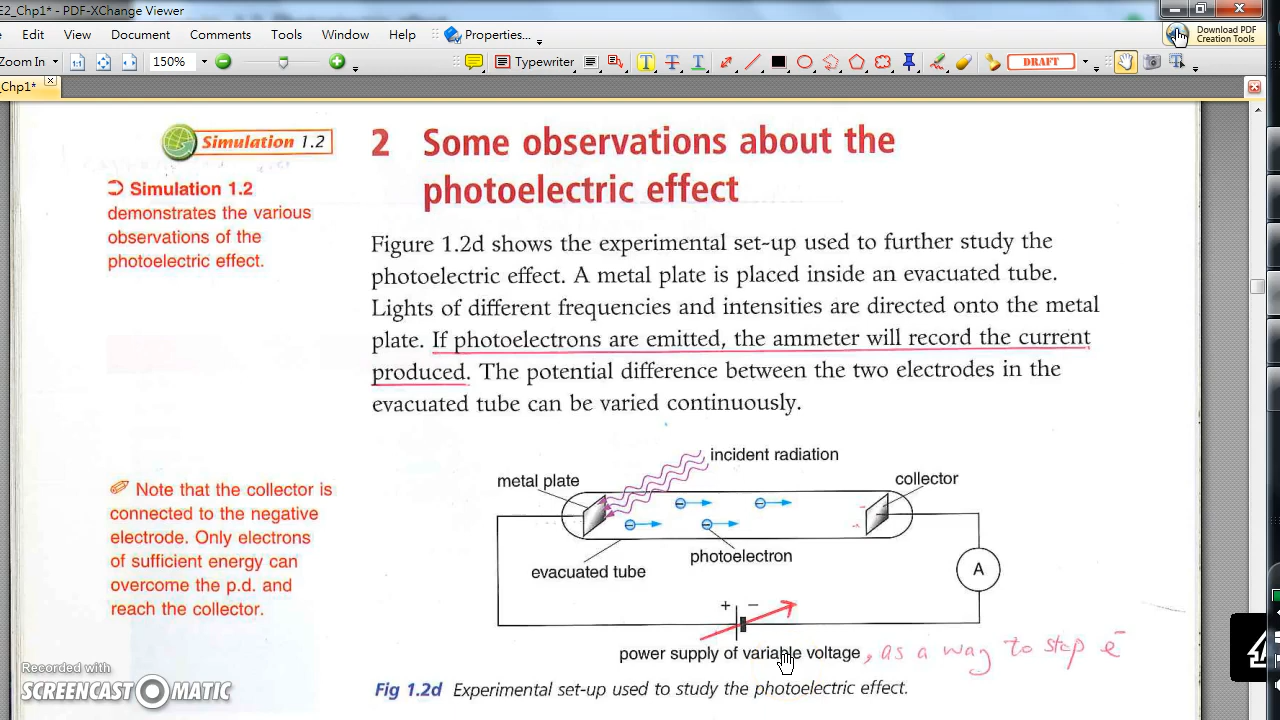 E2_Chp1* - PDF-XChange Viewer
Edit View Document Comments Tools Window Help Properties...
Download PDF
Creation Tools
Zoom In 150% Typewriter DRAFT
_Chp1*
Simulation 1.2
2 Some observations about the
photoelectric effect
Simulation 1.2
demonstrates the various
observations of the
photoelectric effect.
Figure 1.2d shows the experimental set-up used to further study the
photoelectric effect. A metal plate is placed inside an evacuated tube.
Lights of different frequencies and intensities are directed onto the metal
plate. If photoelectrons are emitted, the ammeter will record the current
produced. The potential difference between the two electrodes in the
evacuated tube can be varied continuously.
incident radiation
metal plate
collector
Note that the collector is
connected to the negative
electrode. Only electrons
of sufficient energy can
overcome the p.d. and
reach the collector.
photoelectron
evacuated tube
A
+ −
power supply of variable voltage, as a way to stop e⁻
Fig 1.2d Experimental set-up used to study the photoelectric effect.
Recorded with
SCREENCAST MATIC